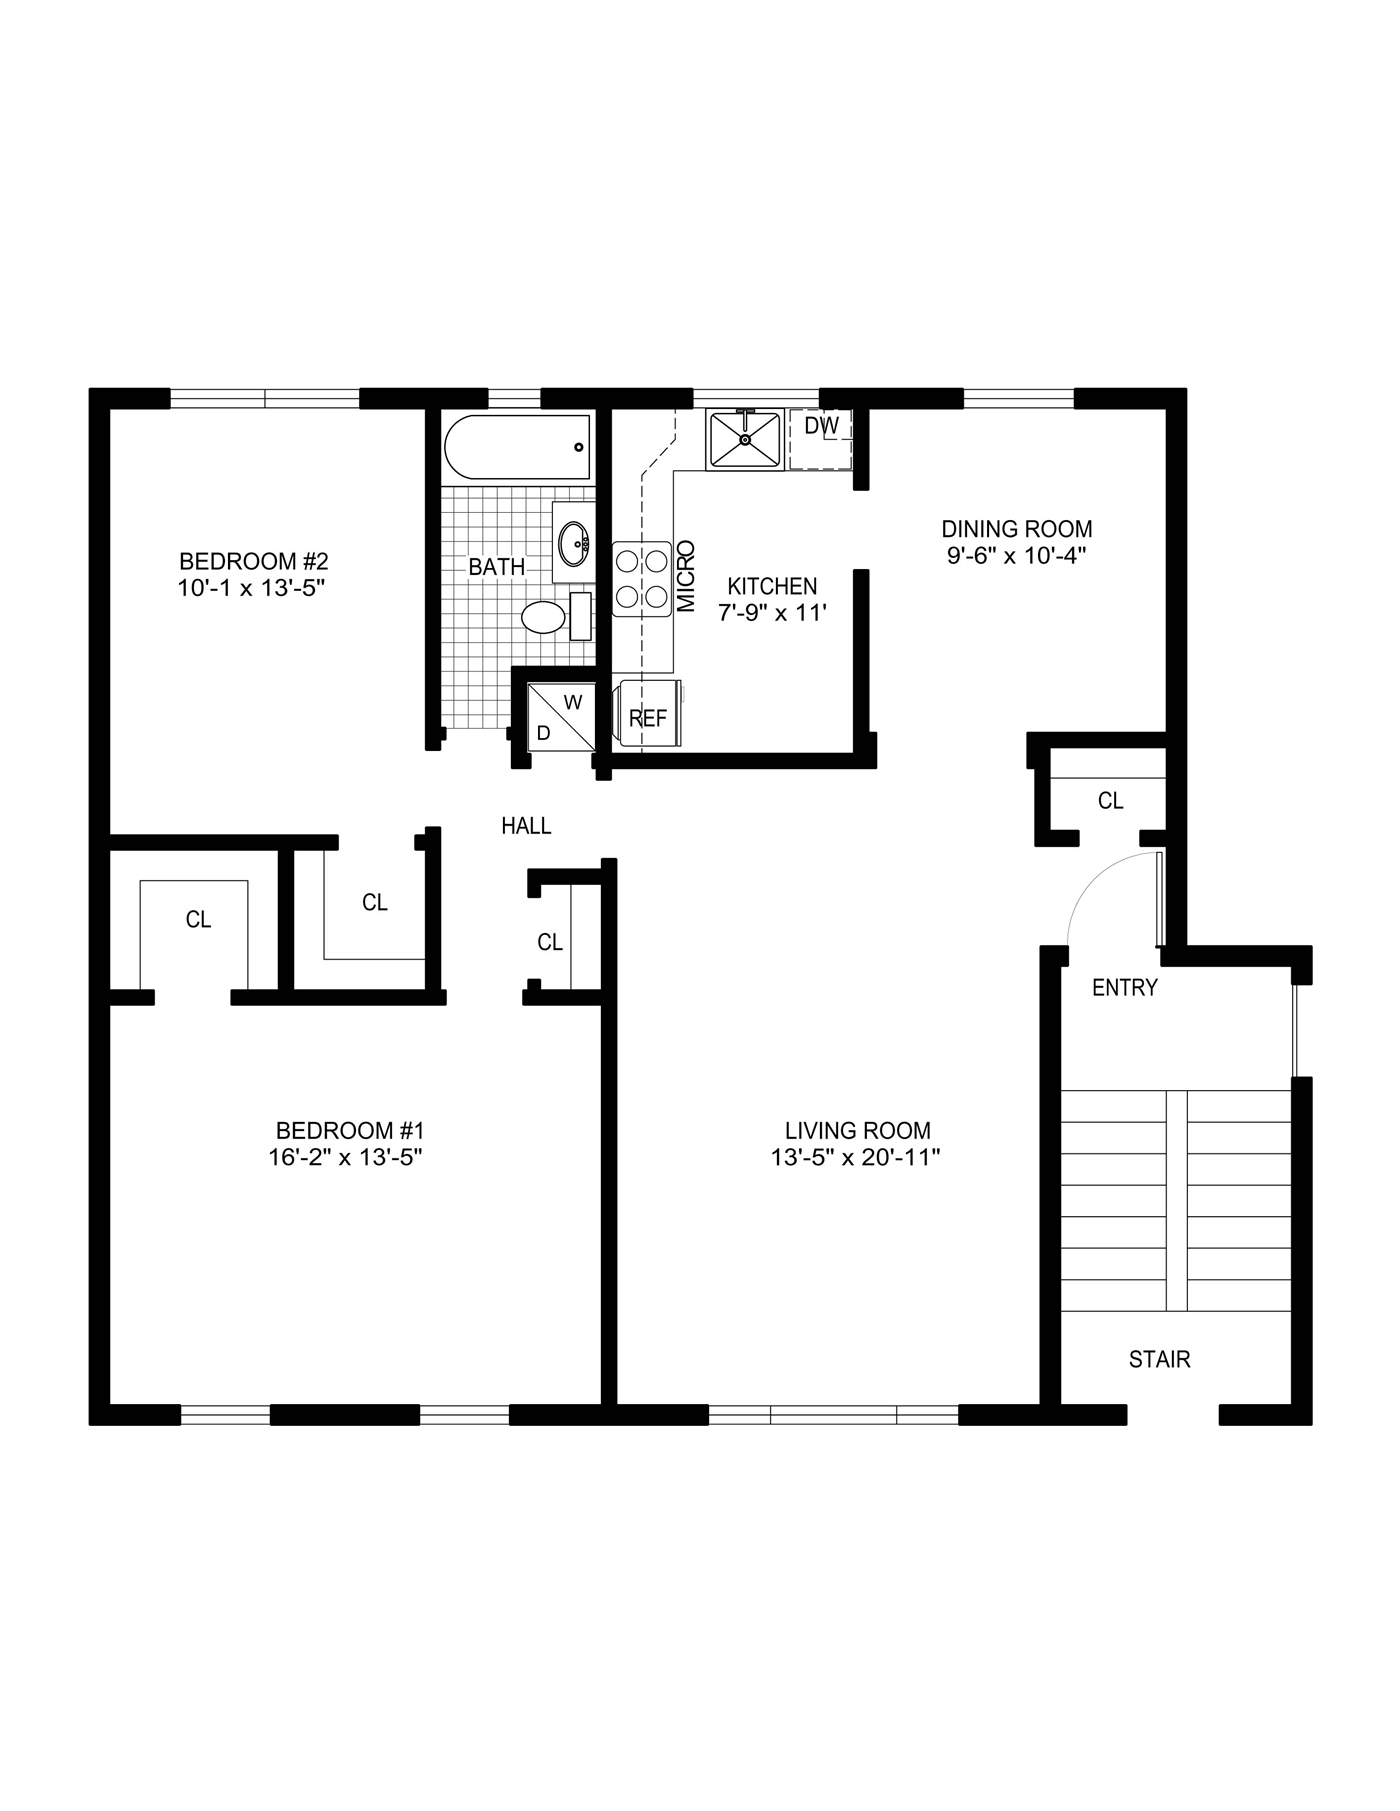 DW
DINING ROOM
9'-6" x 10'-4"
BEDROOM #2
10'-1 x 13'-5"
BATH
MICRO
KITCHEN
7'-9" x 11'
W
D
REF
CL
HALL
CL
CL
CL
ENTRY
BEDROOM #1
16'-2" x 13'-5"
LIVING ROOM
13'-5" x 20'-11"
STAIR